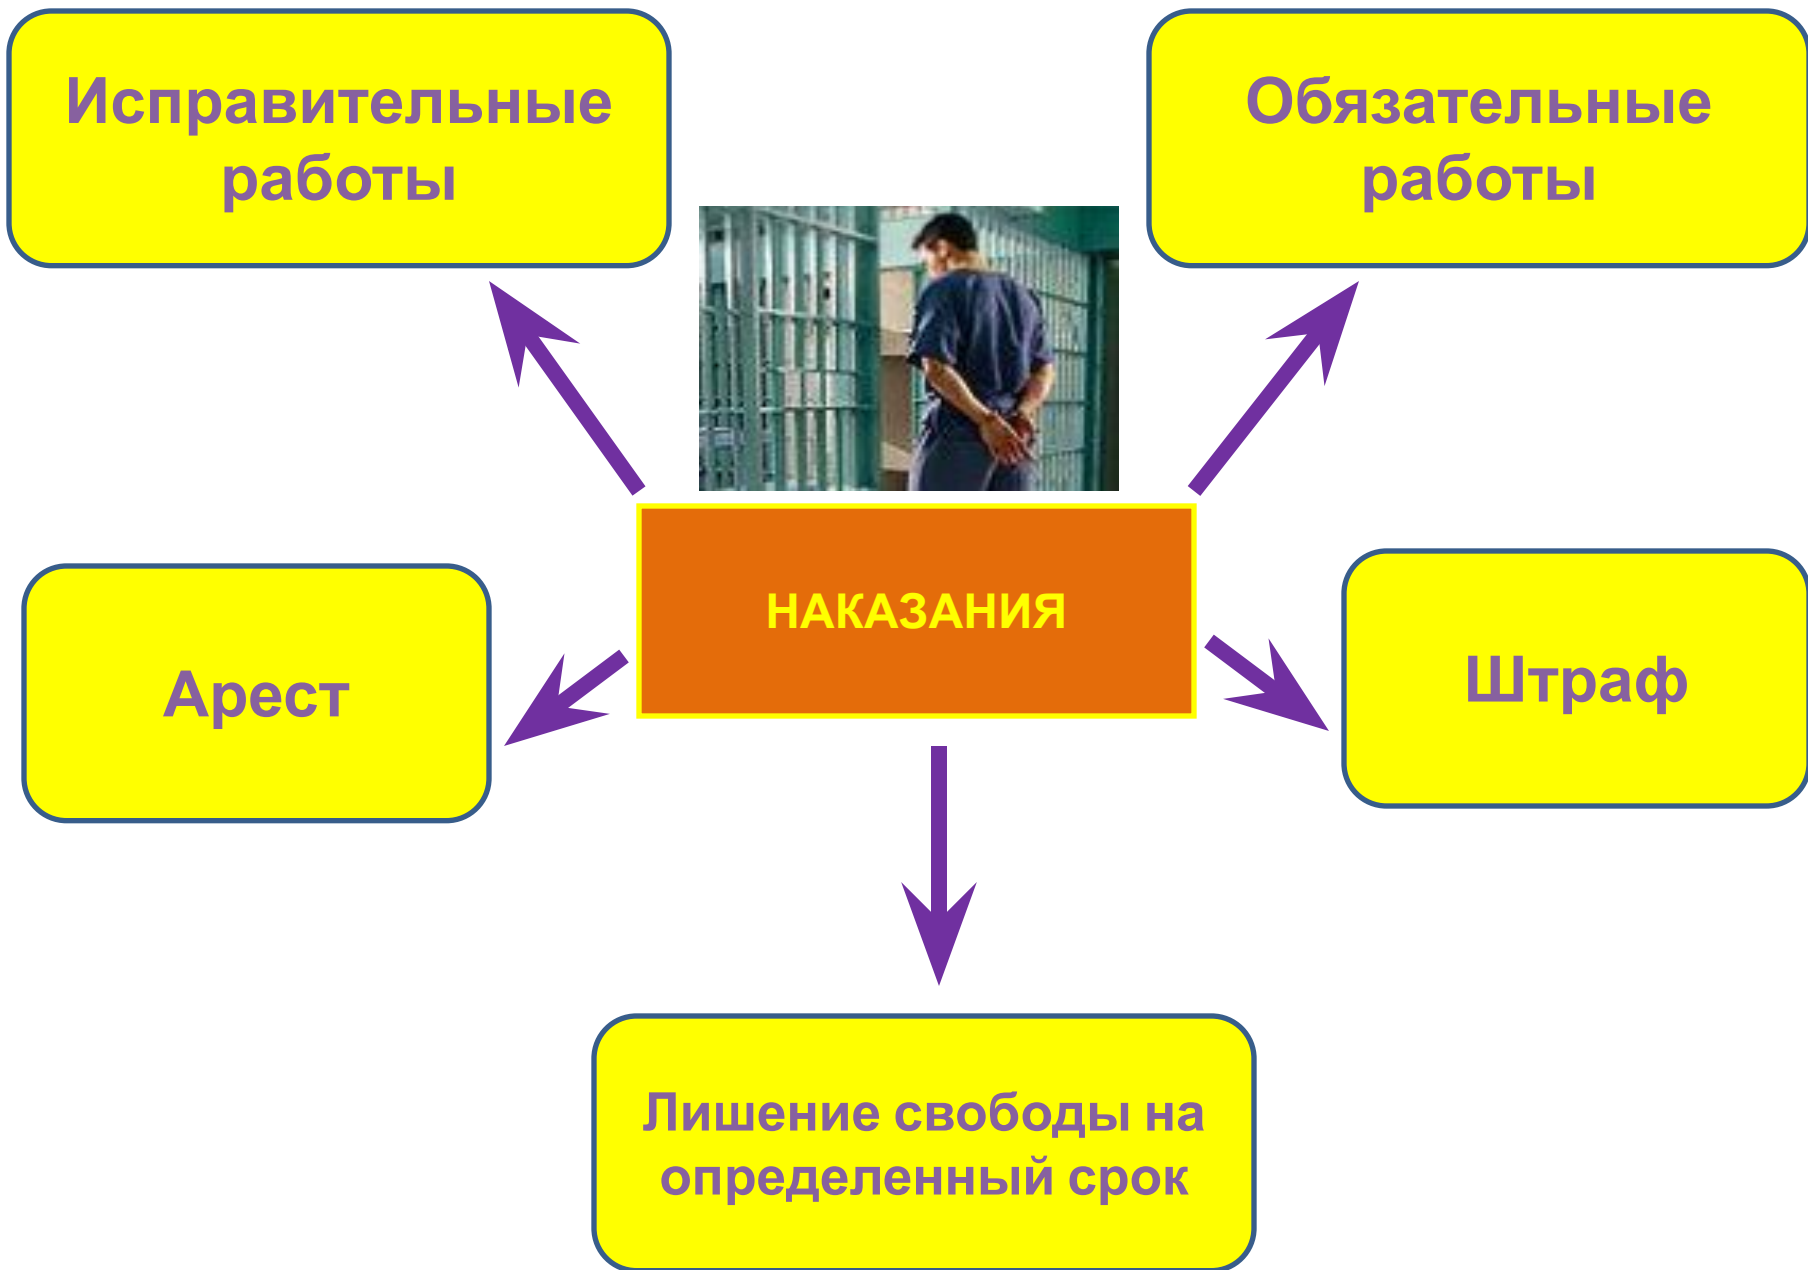 Исправительные
работы
Обязательные
работы
НАКАЗАНИЯ
Арест
Штраф
Лишение свободы на
определенный срок